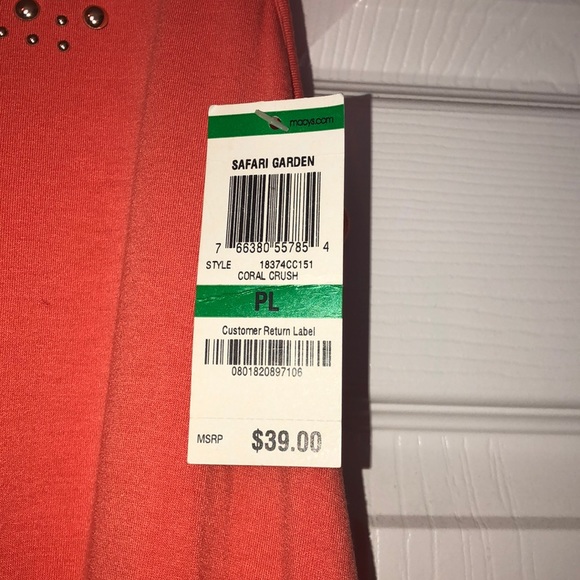 macys.com
SAFARI GARDEN
7 66380 55785 4
STYLE 18374CC151
CORAL CRUSH
PL
Customer Return Label
0801820897106
MSRP $39.00